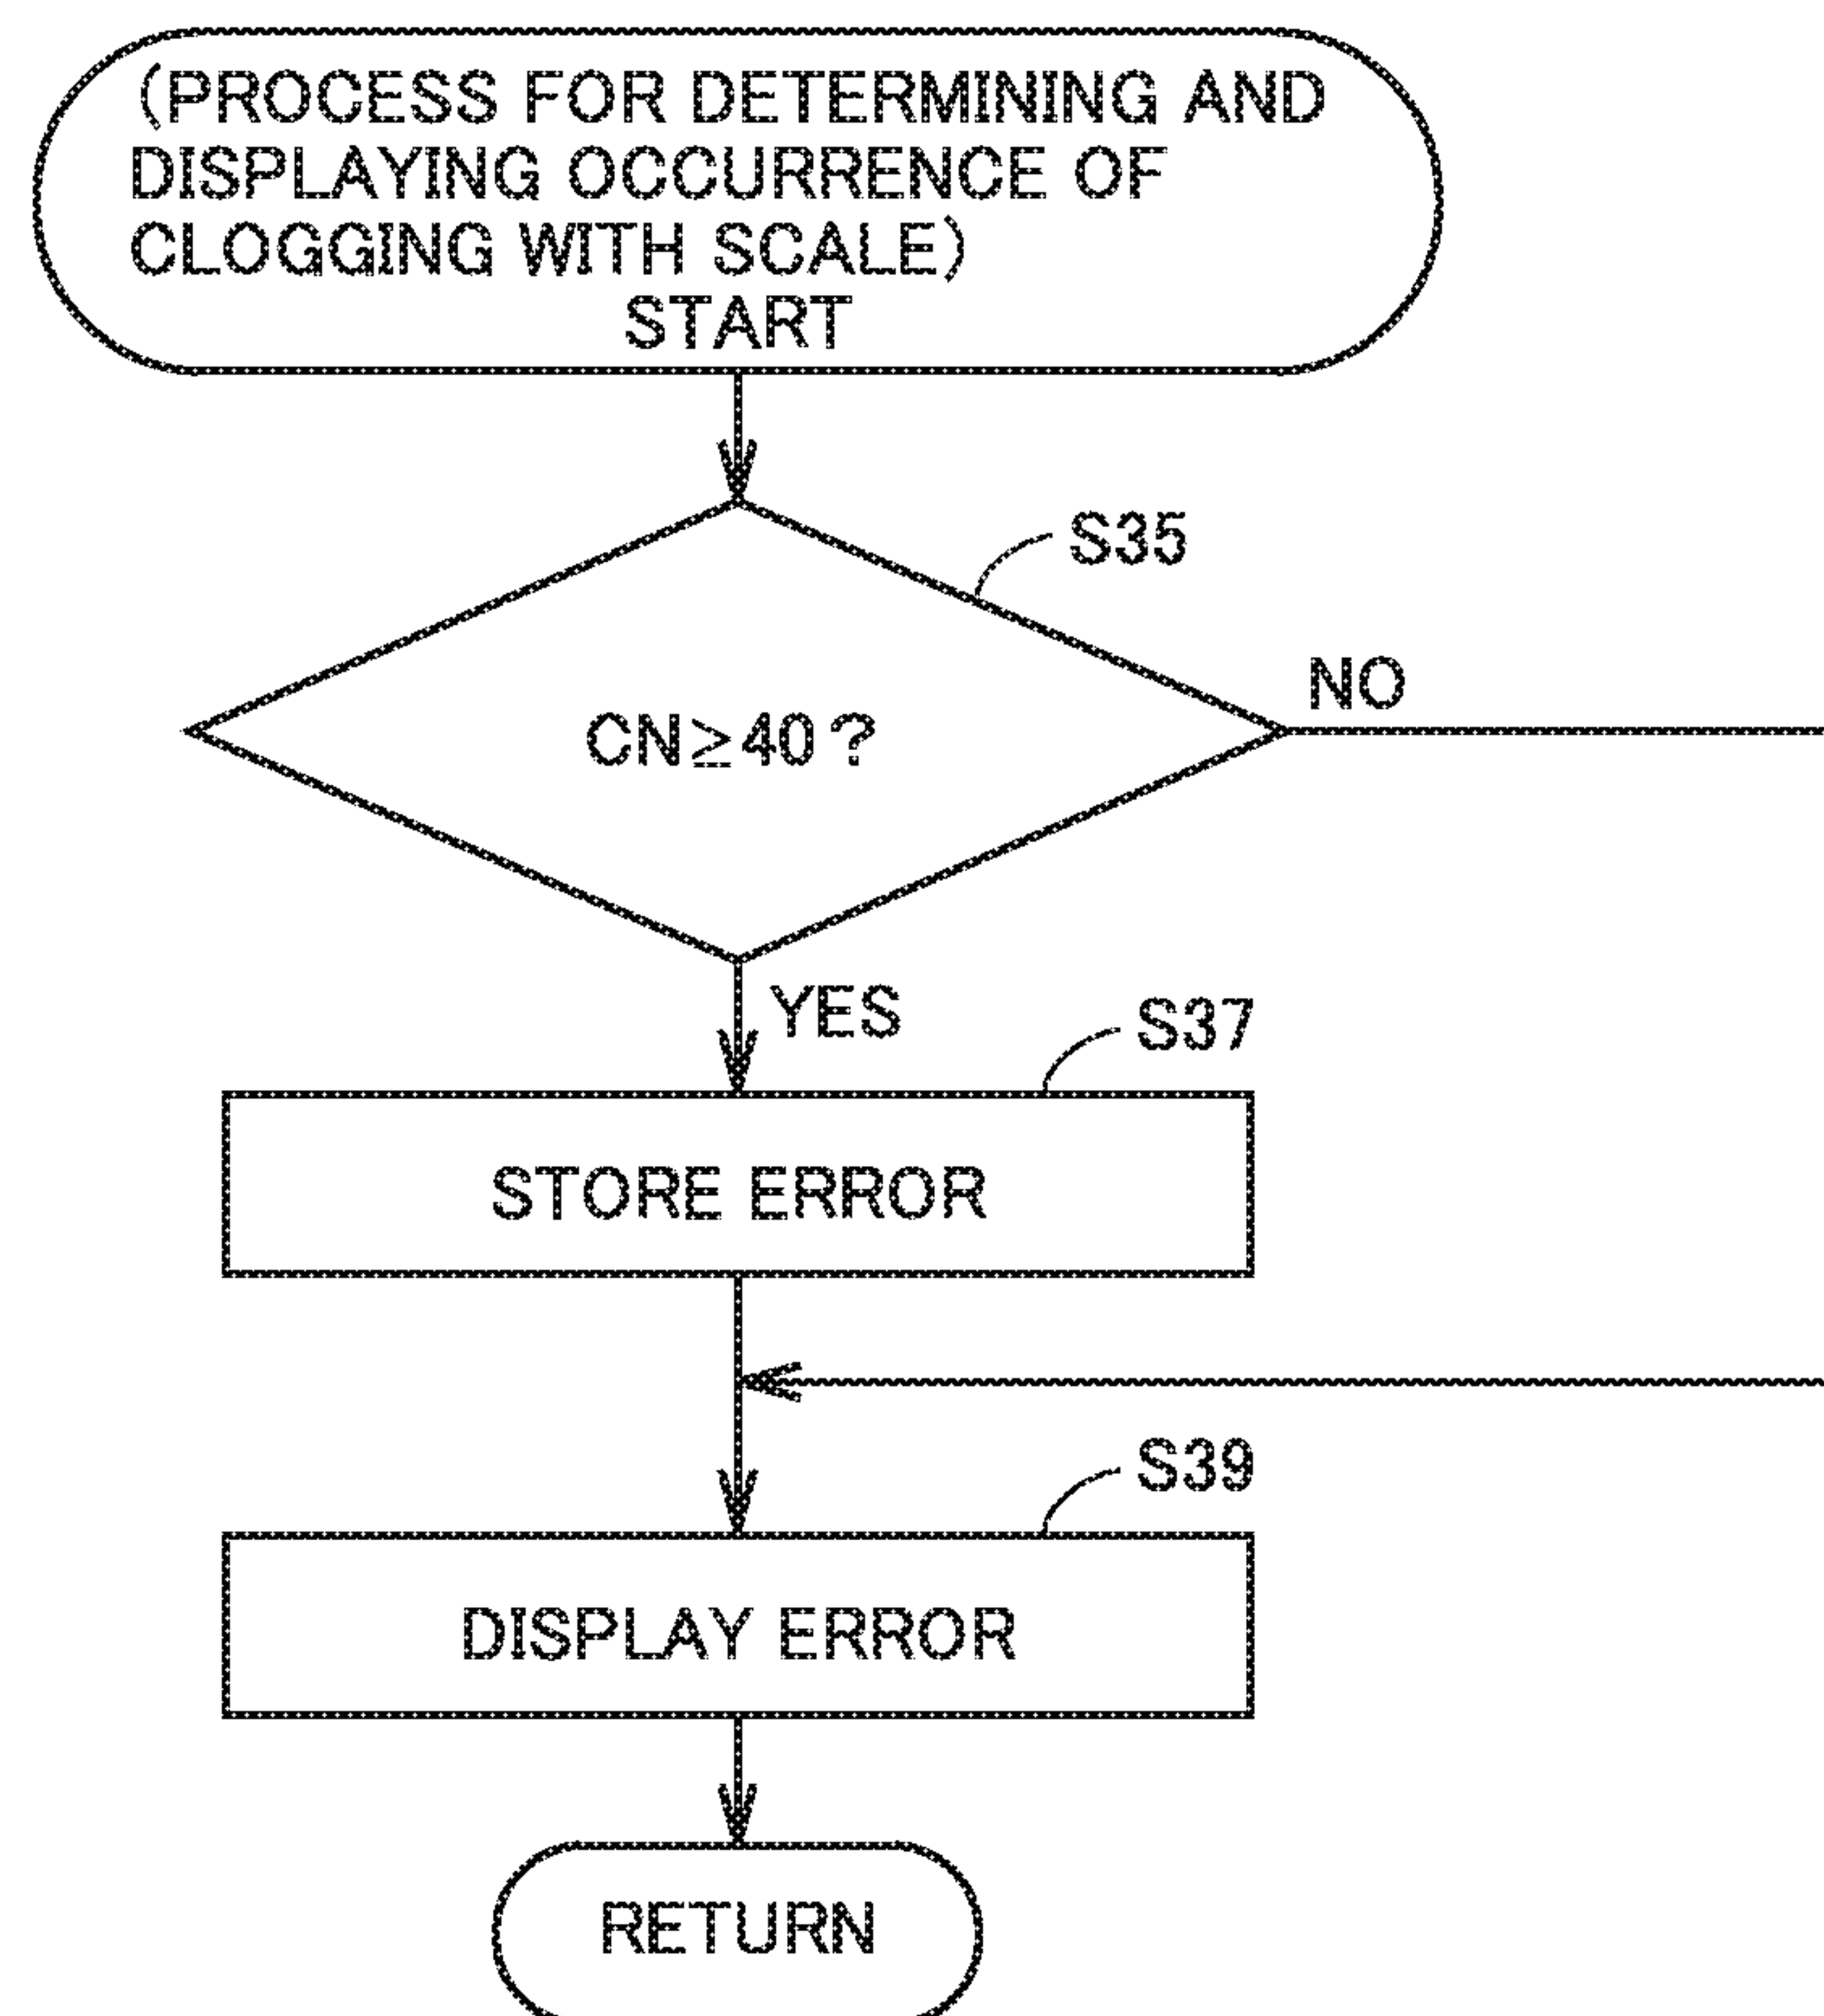 (PROCESS FOR DETERMINING AND
DISPLAYING OCCURRENCE OF
CLOGGING WITH SCALE)
START
S35
CN≧40?
NO
YES
S37
STORE ERROR
S39
DISPLAY ERROR
RETURN